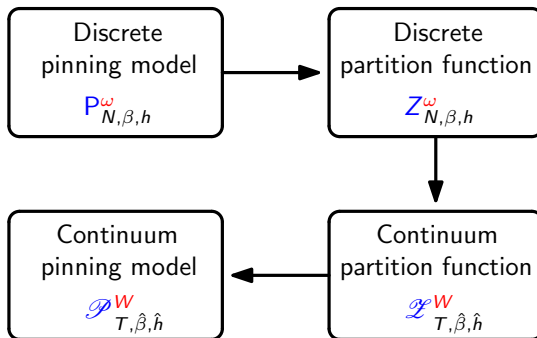 Discrete
pinning model
P^ω_{N,β,h}
Discrete
partition function
Z^ω_{N,β,h}
Continuum
pinning model
𝒫^W_{T,β̂,ĥ}
Continuum
partition function
𝒵^W_{T,β̂,ĥ}